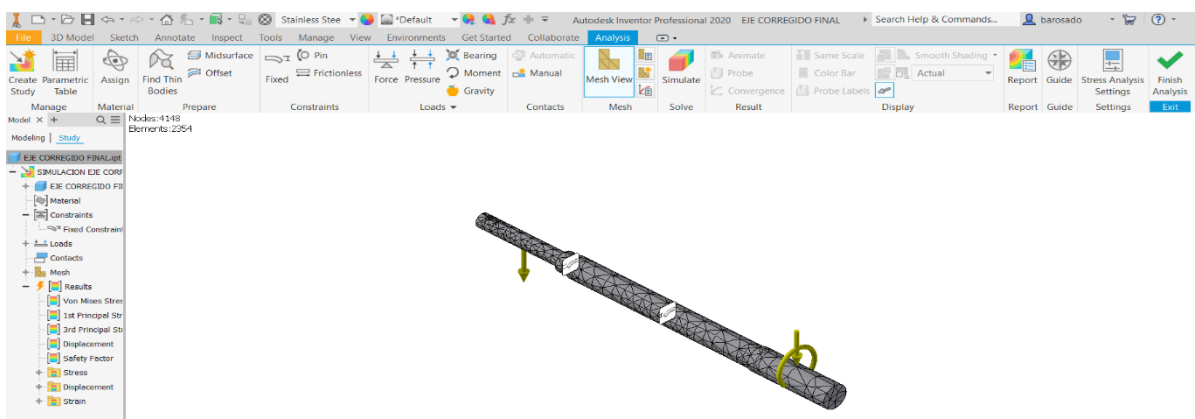 Stainless Stee *Default fx Autodesk Inventor Professional 2020 EJE CORREGIDO FINAL Search Help & Commands... barosado
File 3D Model Sketch Annotate Inspect Tools Manage View Environments Get Started Collaborate Analysis
Create Study Parametric Table Assign Find Thin Bodies Midsurface Offset Fixed Pin Frictionless Force Pressure Bearing Moment Gravity Automatic Manual Mesh View Simulate Animate Probe Convergence Same Scale Color Bar Probe Labels Smooth Shading Actual Report Guide Stress Analysis Settings Finish Analysis
Manage Material Prepare Constraints Loads Contacts Mesh Solve Result Display Report Guide Settings Exit
Model × +
Nodes:4148
Elements:2354
Modeling | Study
EJE CORREGIDO FINAL.ipt
SIMULACION EJE CORR
EJE CORREGIDO FI
Material
Constraints
Fixed Constraint
Loads
Contacts
Mesh
Results
Von Mises Stres
1st Principal Str
3rd Principal Str
Displacement
Safety Factor
Stress
Displacement
Strain